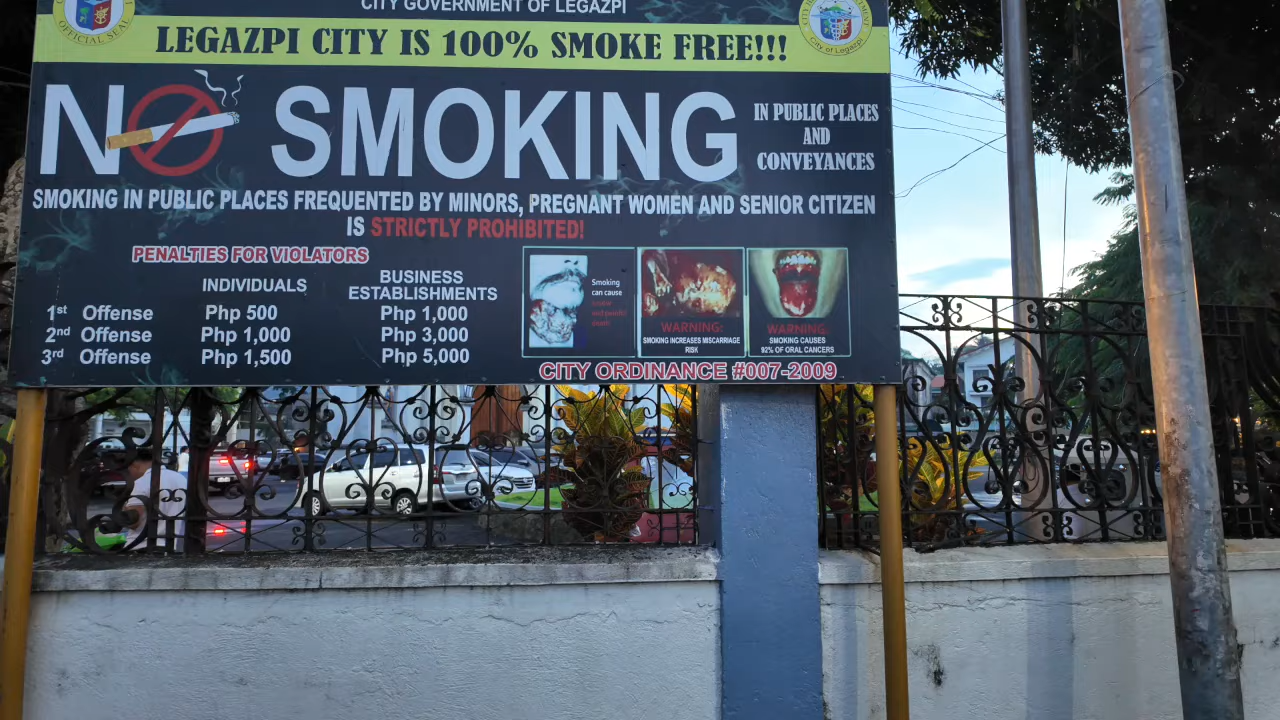 CITY GOVERNMENT OF LEGAZPI
OFFICIAL SEAL
City of Legazpi
LEGAZPI CITY IS 100% SMOKE FREE!!!
NO SMOKING
IN PUBLIC PLACES
AND
CONVEYANCES
SMOKING IN PUBLIC PLACES FREQUENTED BY MINORS, PREGNANT WOMEN AND SENIOR CITIZEN
IS STRICTLY PROHIBITED!
PENALTIES FOR VIOLATORS
INDIVIDUALS
BUSINESS
ESTABLISHMENTS
1st Offense Php 500 Php 1,000
2nd Offense Php 1,000 Php 3,000
3rd Offense Php 1,500 Php 5,000
Smoking
can cause
a slow
and painful
death
WARNING:
SMOKING INCREASES MISCARRIAGE
RISK
WARNING:
SMOKING CAUSES
92% OF ORAL CANCERS
CITY ORDINANCE #007-2009